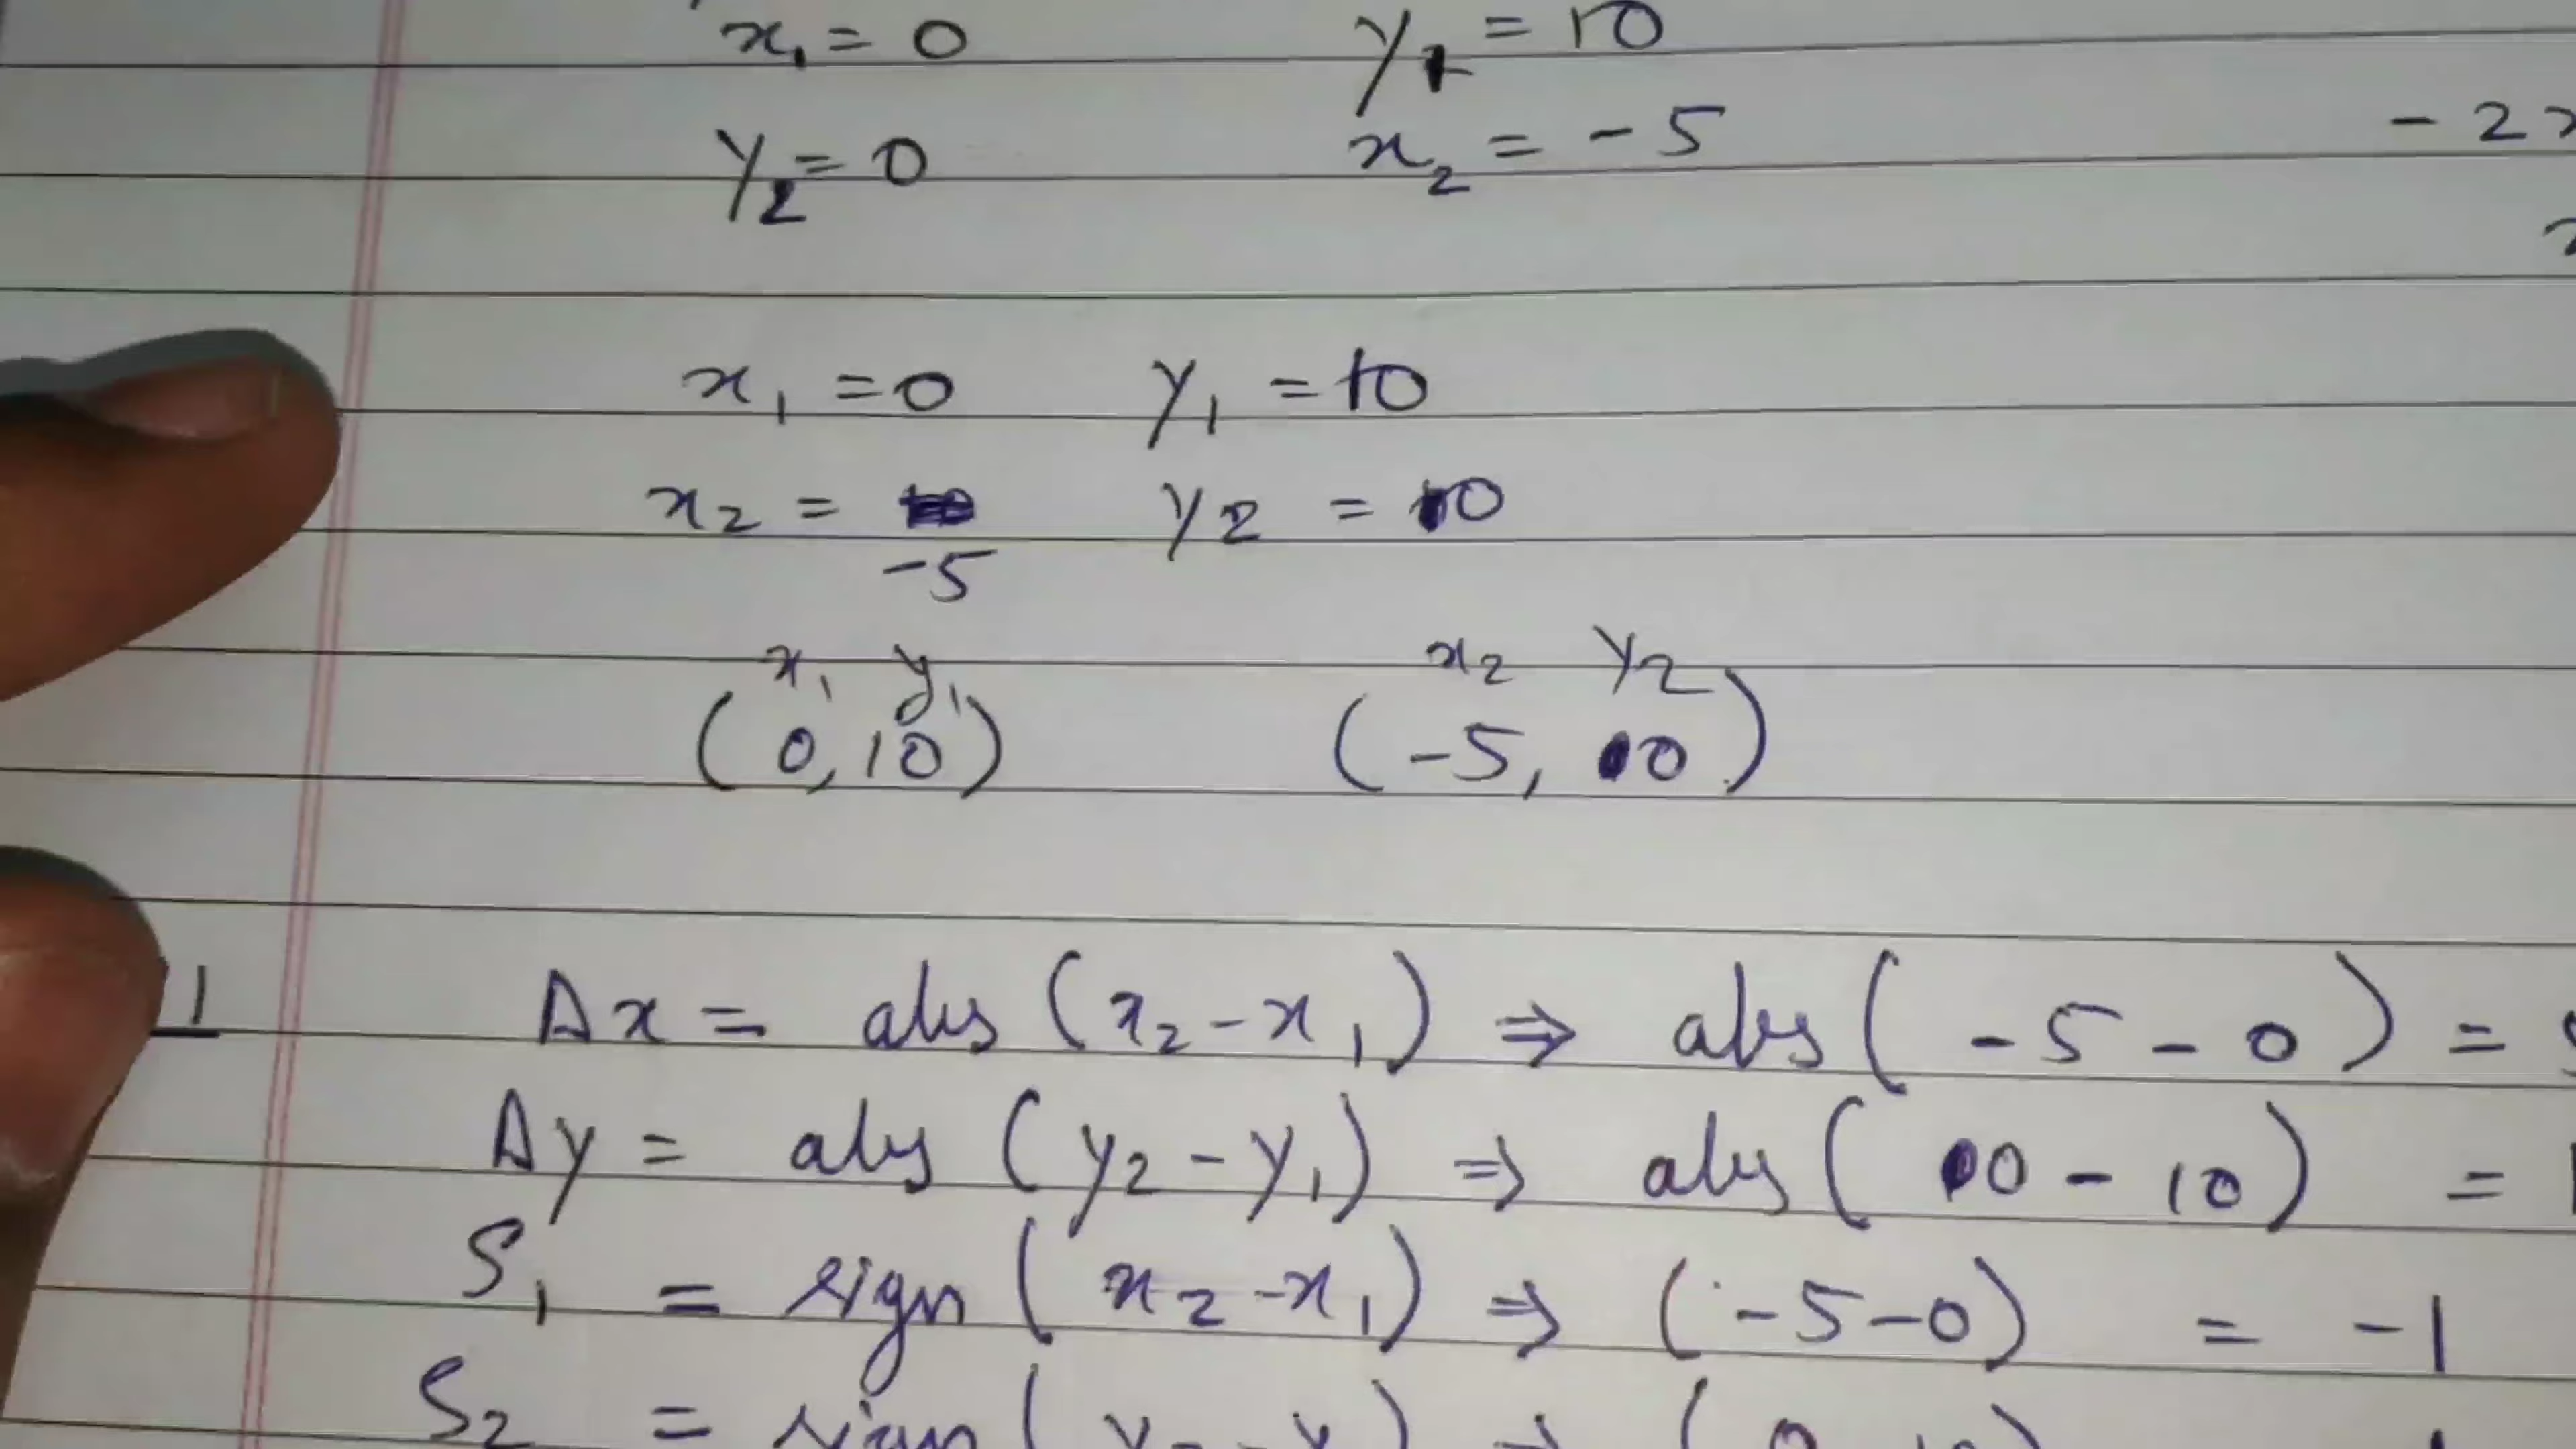 x₁ = 0 y₁ = 10
y₂ = 0 x₂ = -5 - 2
x₁ = 0 y₁ = 10
x₂ = -5 y₂ = 0
x₁ y₁ x₂ y₂
(0, 10) (-5, 0)
1 Δx = abs (x₂ - x₁) ⇒ abs ( -5 - 0) =
Δy = abs (y₂ - y₁) ⇒ abs ( 0 - 10) =
S₁ = sign ( x₂ - x₁) ⇒ (-5 - 0) = -1
S₂ = sign (